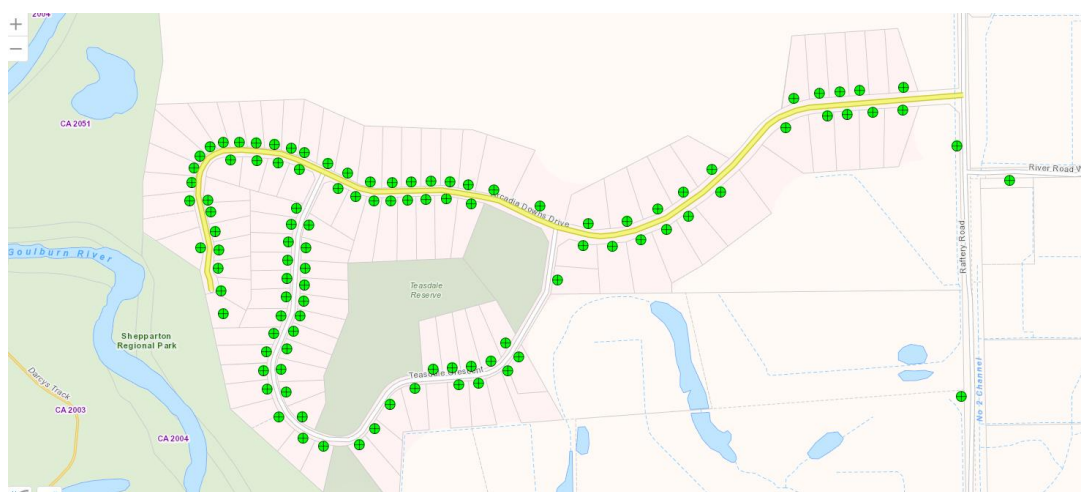 2004
CA 2051
River Road W
Arcadia Downs Drive
Raftery Road
Goulburn River
Teasdale
Reserve
Shepparton
Regional Park
Darcys Track
Teasdale Crescent
CA 2003
CA 2004
No 2 Channel